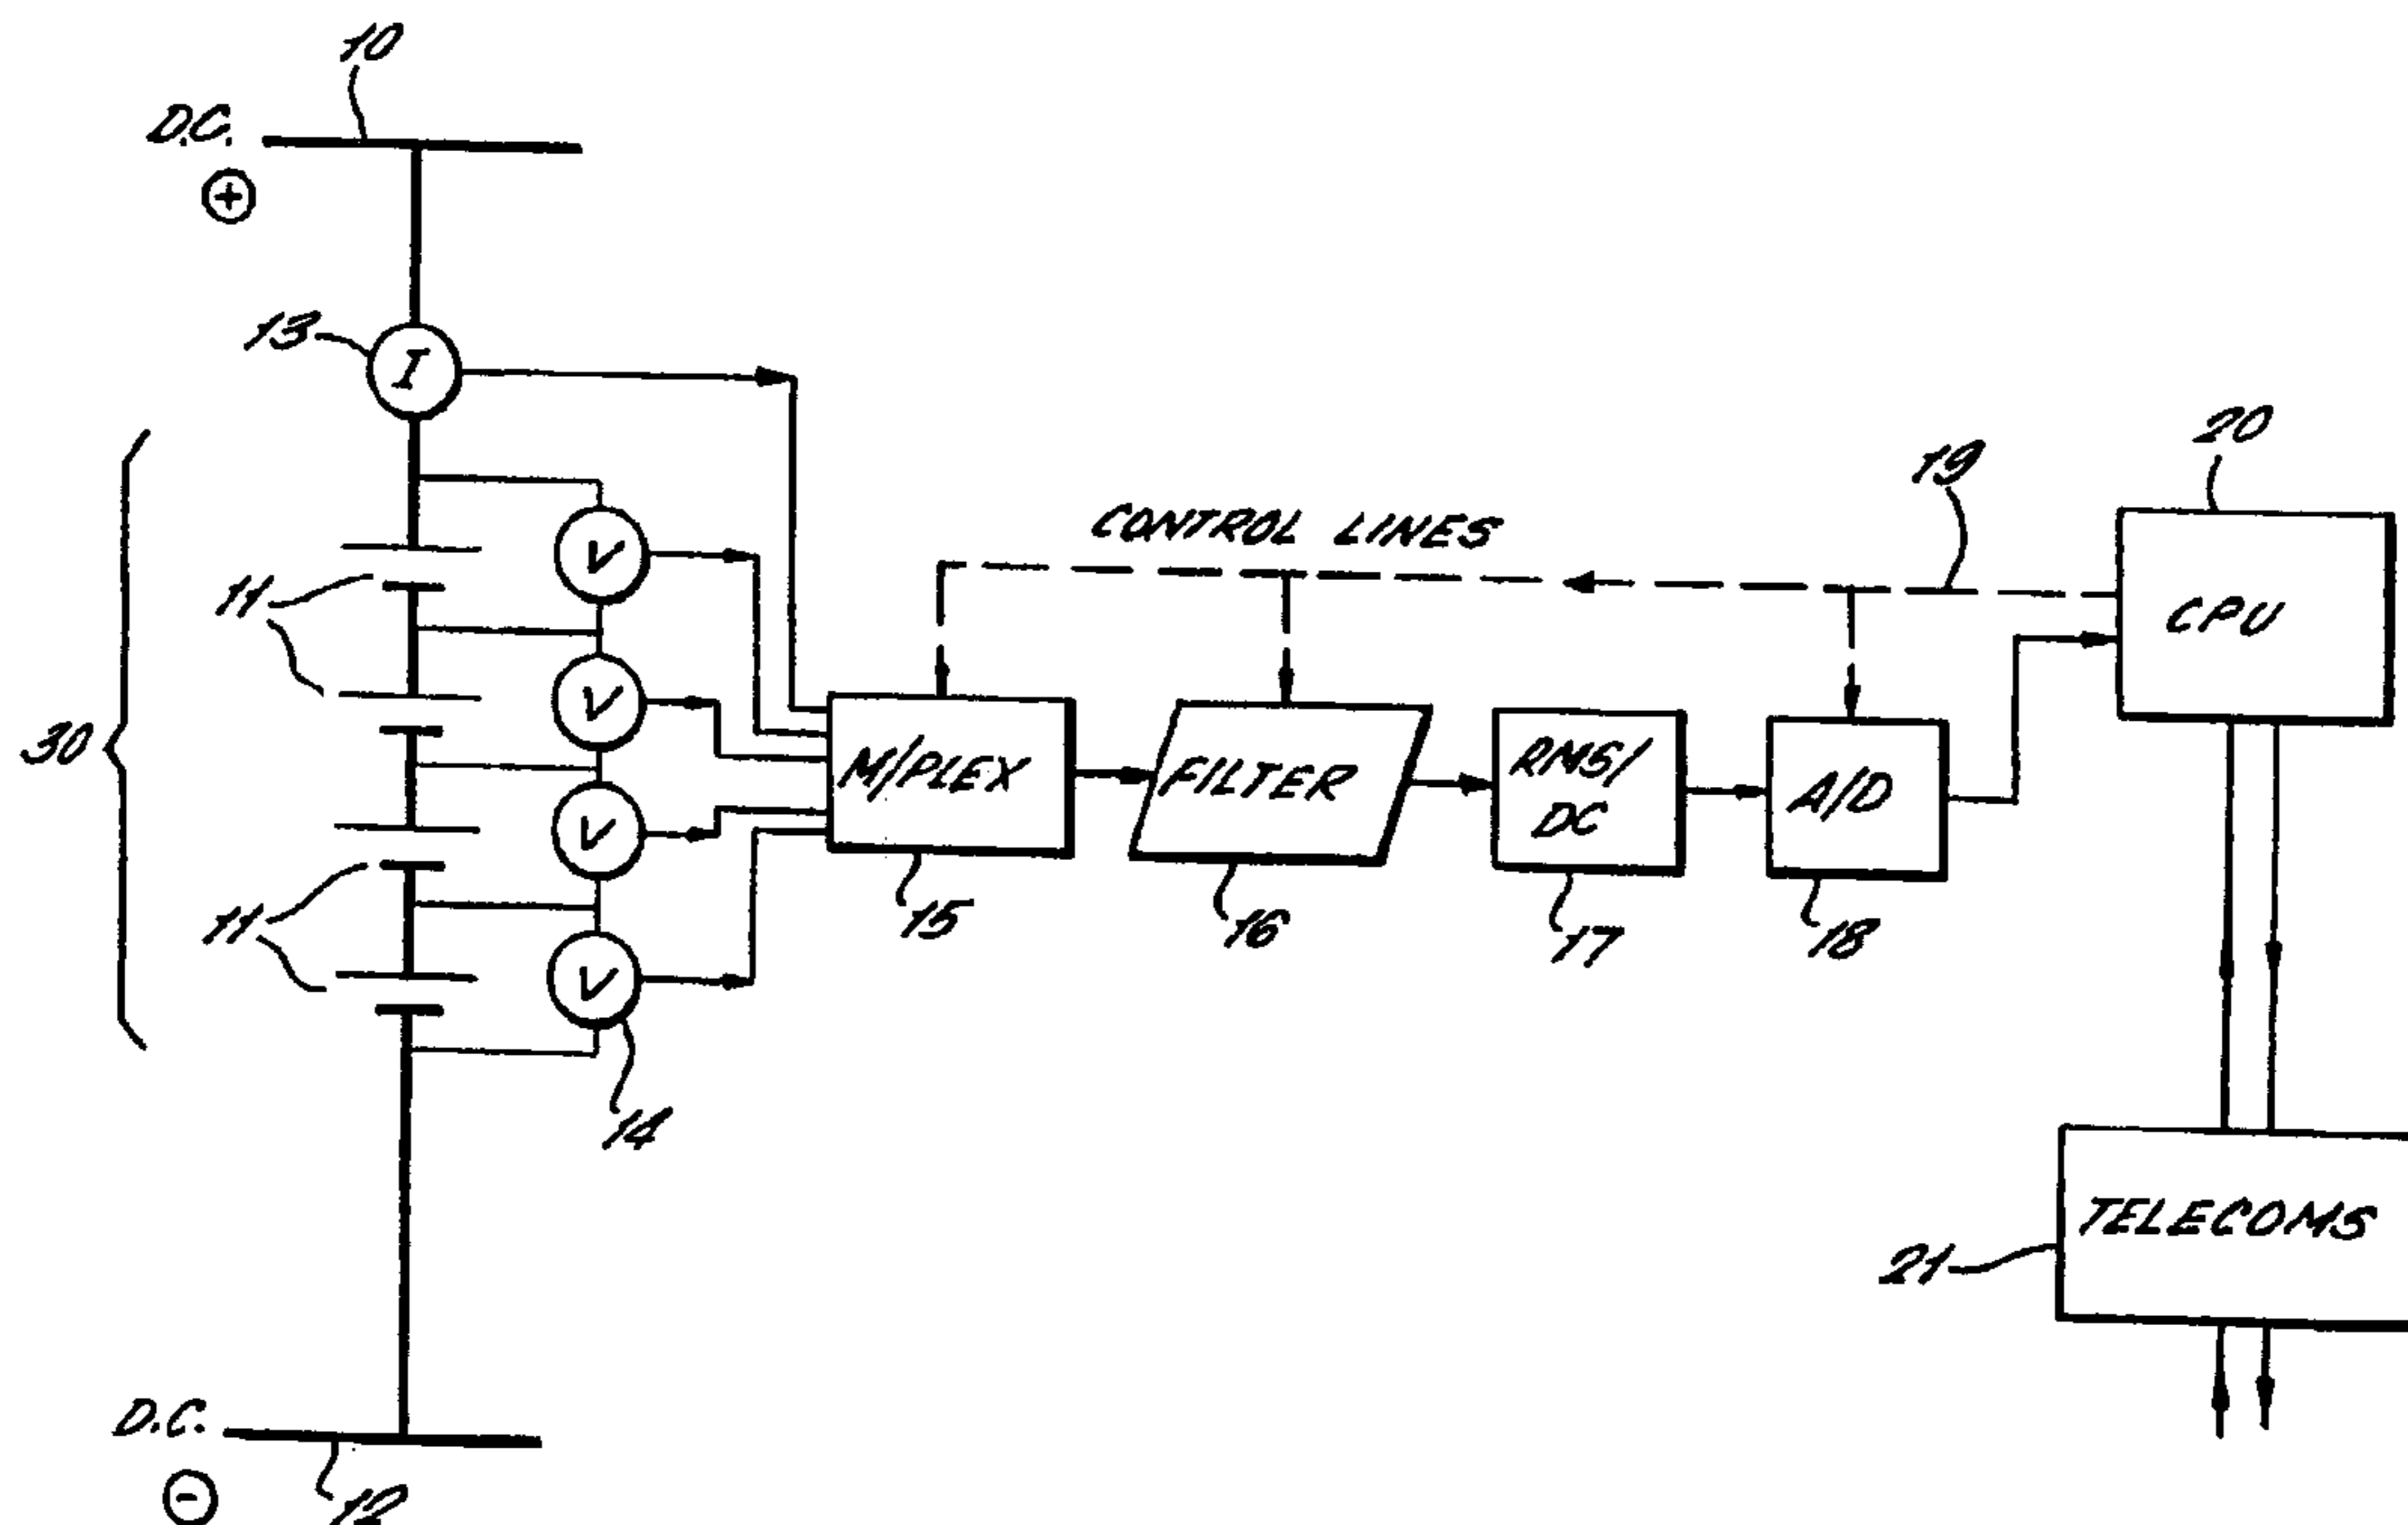 10
D.C.
+
13
I
20
19
CONTROL LINES
V
11
CPU
V
30
M/PLEX
FILTER
RMS/
DC
A/D
V
11
15
16
17
18
V
14
TELECOMS
21
D.C.
-